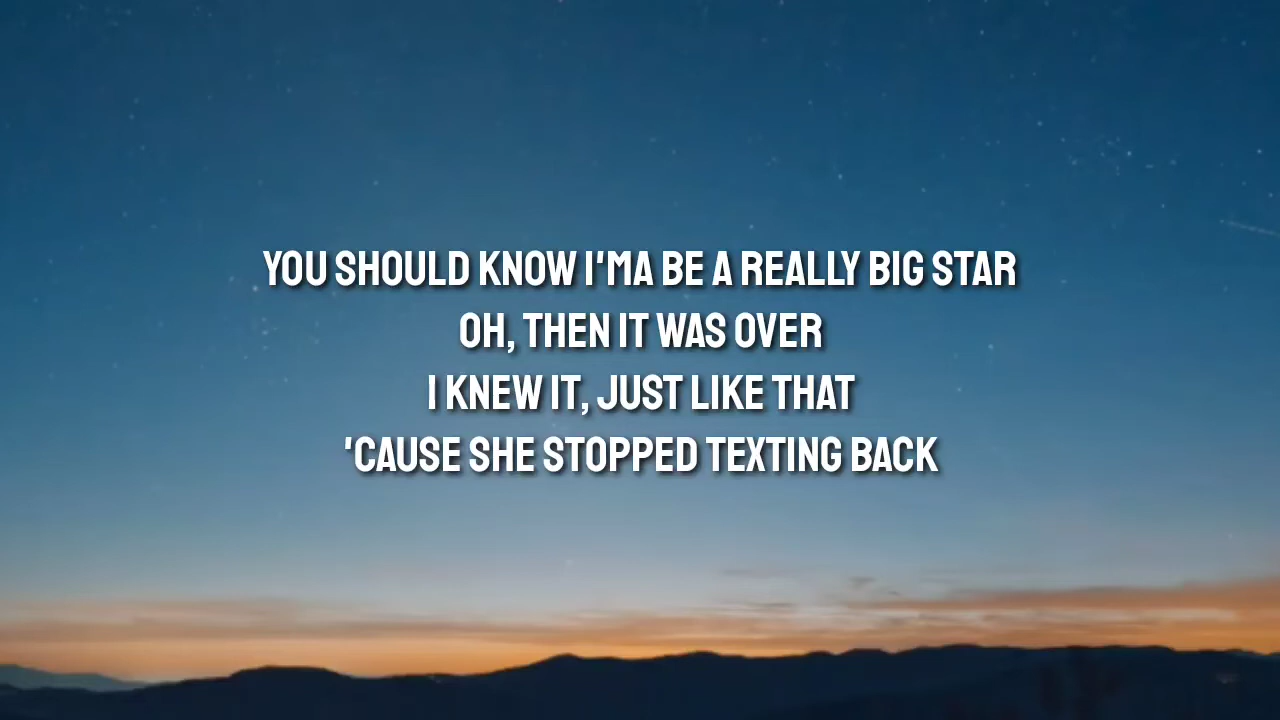 YOU SHOULD KNOW I'MA BE A REALLY BIG STAR
OH, THEN IT WAS OVER
I KNEW IT, JUST LIKE THAT
'CAUSE SHE STOPPED TEXTING BACK